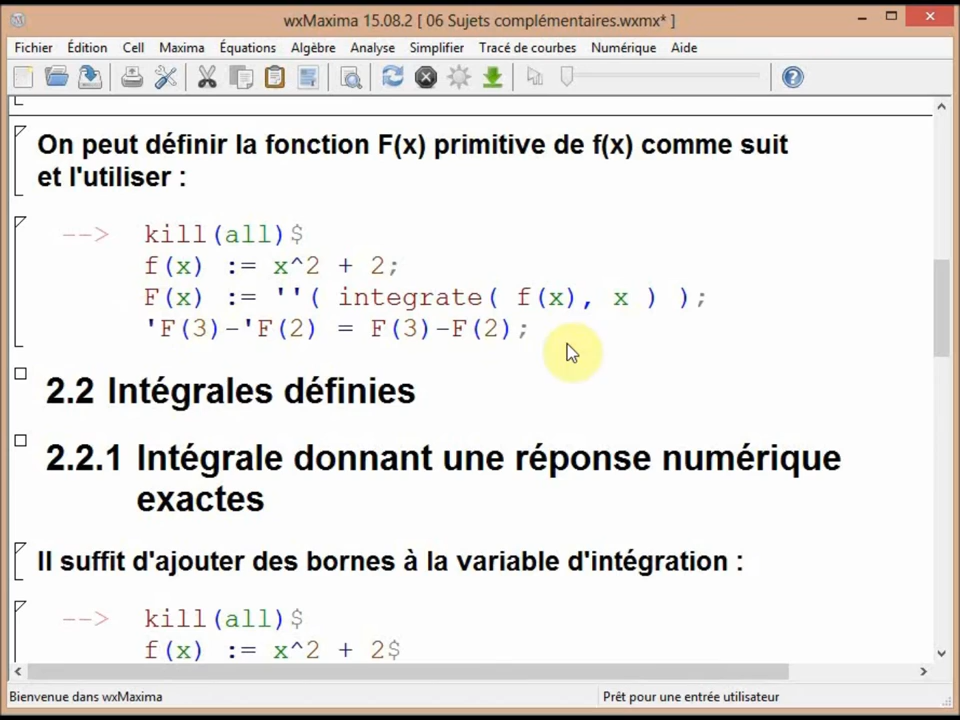 wxMaxima 15.08.2 [ 06 Sujets complémentaires.wxmx* ]
Fichier Édition Cell Maxima Équations Algèbre Analyse Simplifier Tracé de courbes Numérique Aide
On peut définir la fonction F(x) primitive de f(x) comme suit
et l'utiliser :
--> kill(all)$
f(x) := x^2 + 2;
F(x) := ''( integrate( f(x), x ) );
'F(3)-'F(2) = F(3)-F(2);
2.2 Intégrales définies
2.2.1 Intégrale donnant une réponse numérique
exactes
Il suffit d'ajouter des bornes à la variable d'intégration :
--> kill(all)$
f(x) := x^2 + 2$
Bienvenue dans wxMaxima Prêt pour une entrée utilisateur